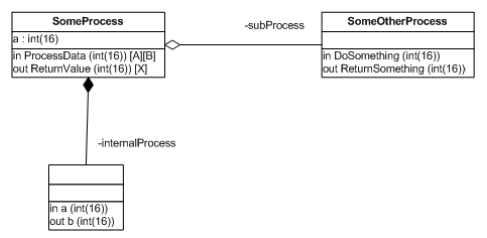 SomeProcess
a : int(16)
in ProcessData (int(16)) [A][B]
out ReturnValue (int(16)) [X]
-subProcess
SomeOtherProcess
in DoSomething (int(16))
out ReturnSomething (int(16))
-internalProcess
in a (int(16))
out b (int(16))